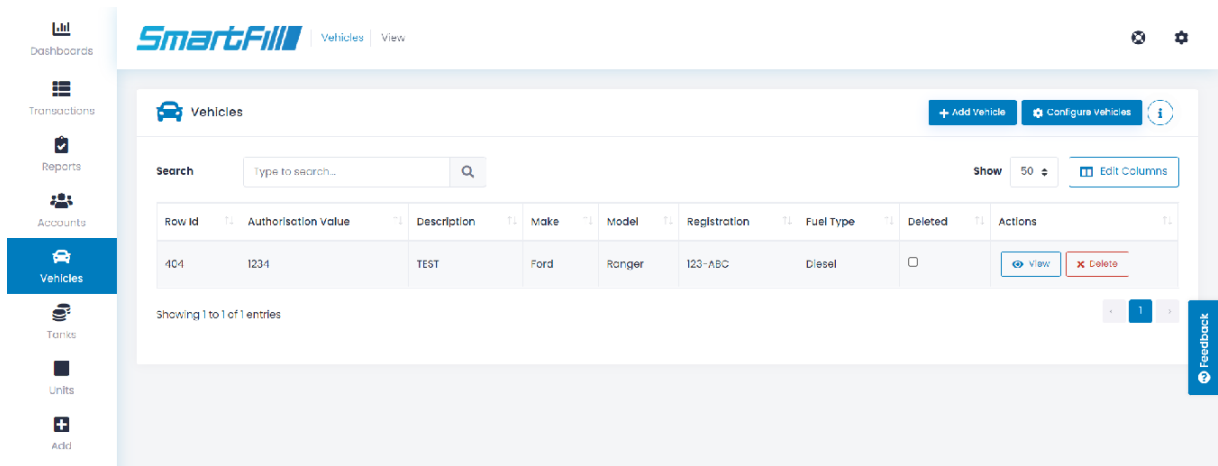 Dashboards
Transactions
Reports
Accounts
Vehicles
Tanks
Units
Add
SmartFill Vehicles View
Vehicles
Add Vehicle Configure Vehicles i
Search Type to search... Show 50 Edit Columns
Row Id Authorisation Value Description Make Model Registration Fuel Type Deleted Actions
404 1234 TEST Ford Ranger 123-ABC Diesel View Delete
Showing 1 to 1 of 1 entries 1
Feedback